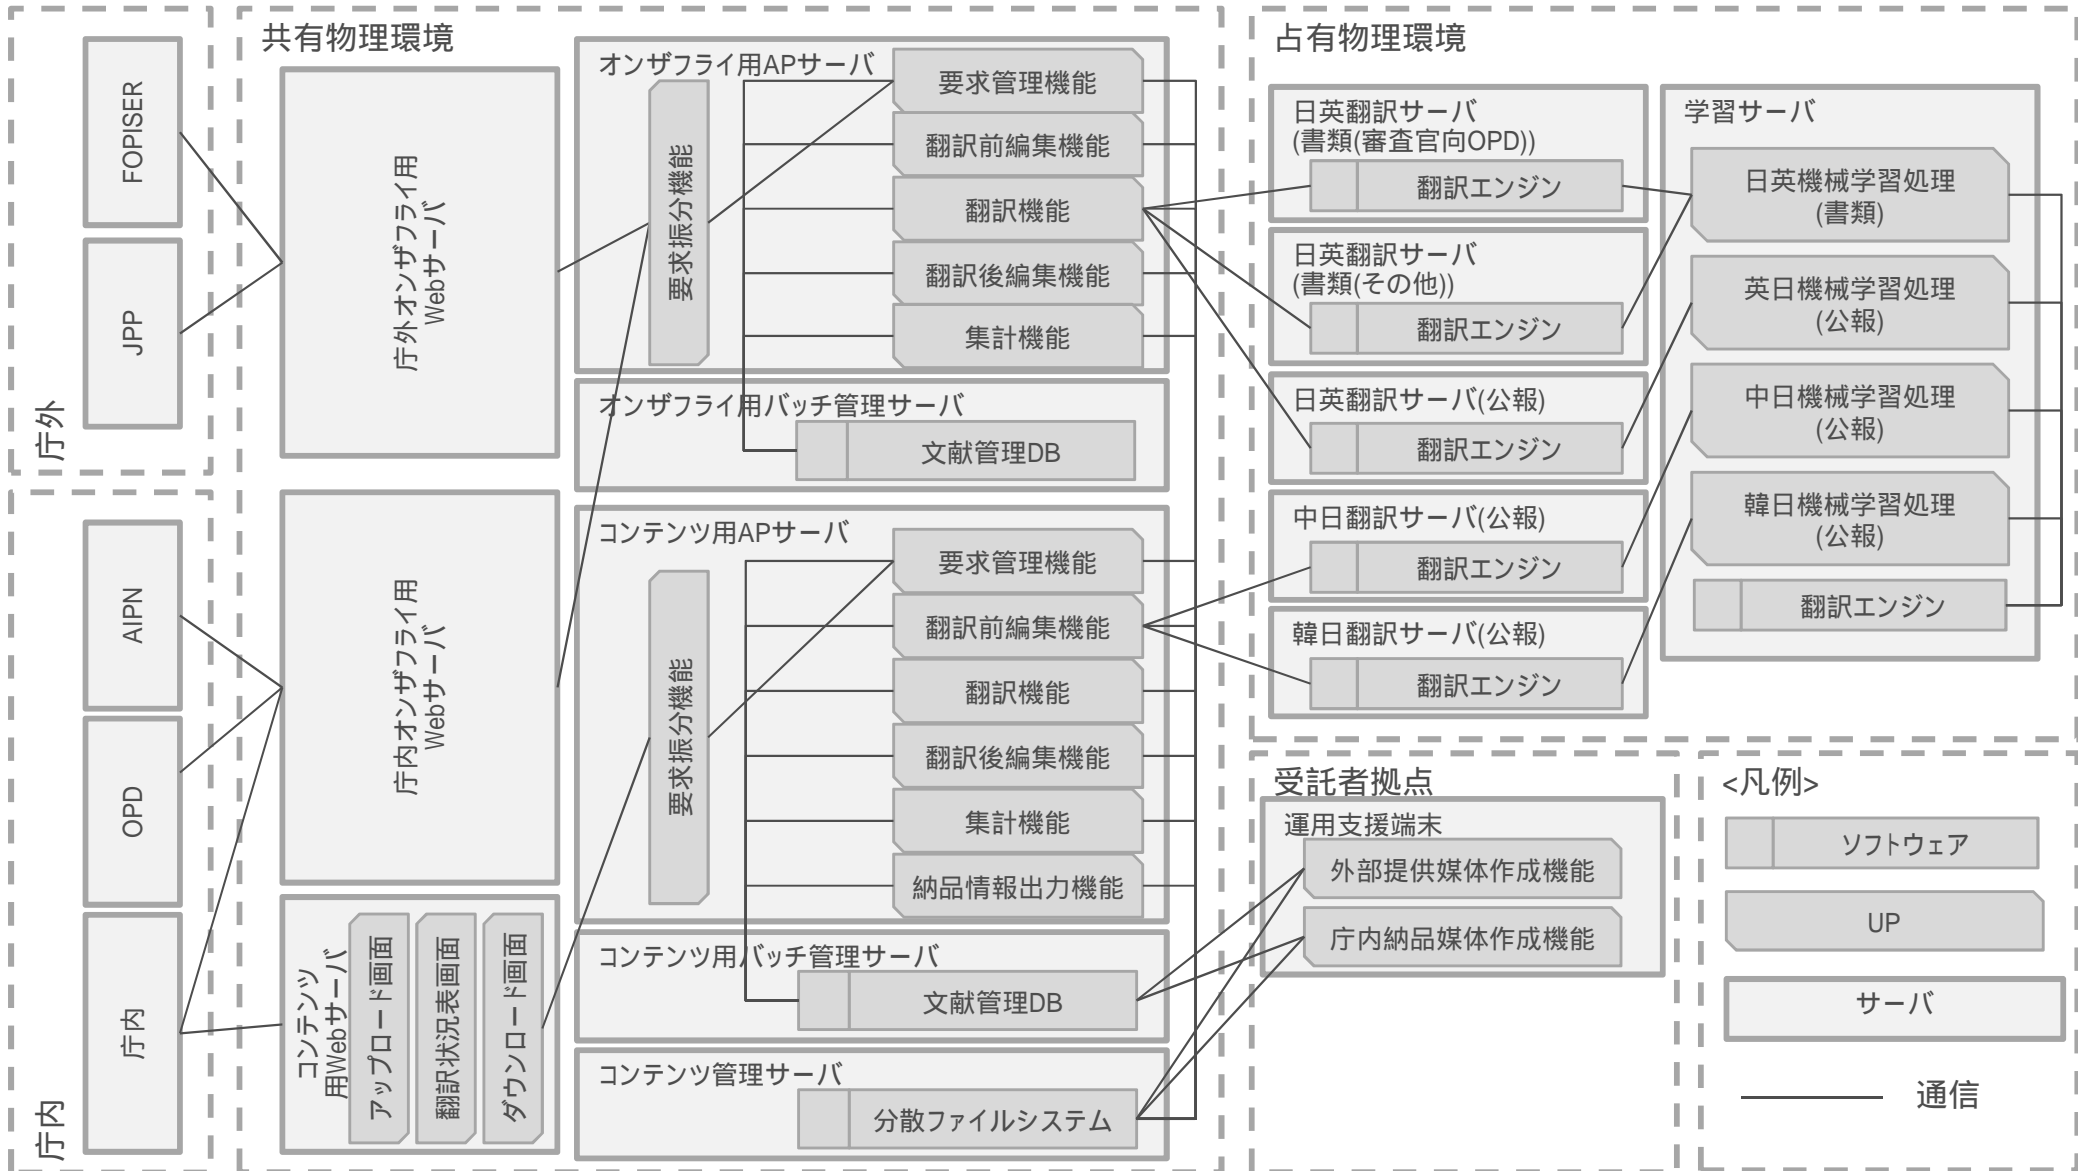 庁外
FOPISER
JPP
庁内
AIPN
OPD
庁内
共有物理環境
庁外オンザフライ用
Webサーバ
庁内オンザフライ用
Webサーバ
コンテンツ
用Webサーバ
アップロード画面
翻訳状況表画面
ダウンロード画面
オンザフライ用APサーバ
要求振分機能
要求管理機能
翻訳前編集機能
翻訳機能
翻訳後編集機能
集計機能
オンザフライ用バッチ管理サーバ
文献管理DB
コンテンツ用APサーバ
要求振分機能
要求管理機能
翻訳前編集機能
翻訳機能
翻訳後編集機能
集計機能
納品情報出力機能
コンテンツ用バッチ管理サーバ
文献管理DB
コンテンツ管理サーバ
分散ファイルシステム
占有物理環境
日英翻訳サーバ
(書類(審査官向OPD))
翻訳エンジン
日英翻訳サーバ
(書類(その他))
翻訳エンジン
日英翻訳サーバ(公報)
翻訳エンジン
中日翻訳サーバ(公報)
翻訳エンジン
韓日翻訳サーバ(公報)
翻訳エンジン
学習サーバ
日英機械学習処理
(書類)
英日機械学習処理
(公報)
中日機械学習処理
(公報)
韓日機械学習処理
(公報)
翻訳エンジン
受託者拠点
運用支援端末
外部提供媒体作成機能
庁内納品媒体作成機能
<凡例>
ソフトウェア
UP
サーバ
通信